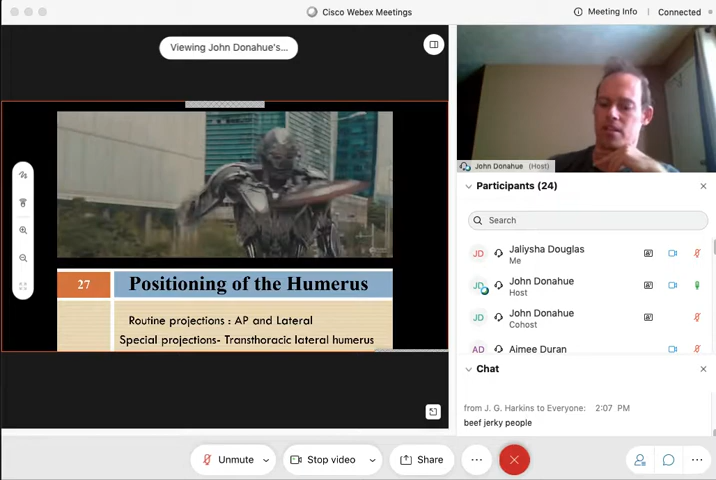 Cisco Webex Meetings
Meeting Info
Connected
Viewing John Donahue's...
John Donahue (Host)
27
Positioning of the Humerus
Routine projections : AP and Lateral
Special projections- Transthoracic lateral humerus
Participants (24)
Search
JD
Jaliysha Douglas
Me
JD
John Donahue
Host
JD
John Donahue
Cohost
AD
Aimee Duran
Chat
from J. G. Harkins to Everyone: 2:07 PM
beef jerky people
Unmute
Stop video
Share